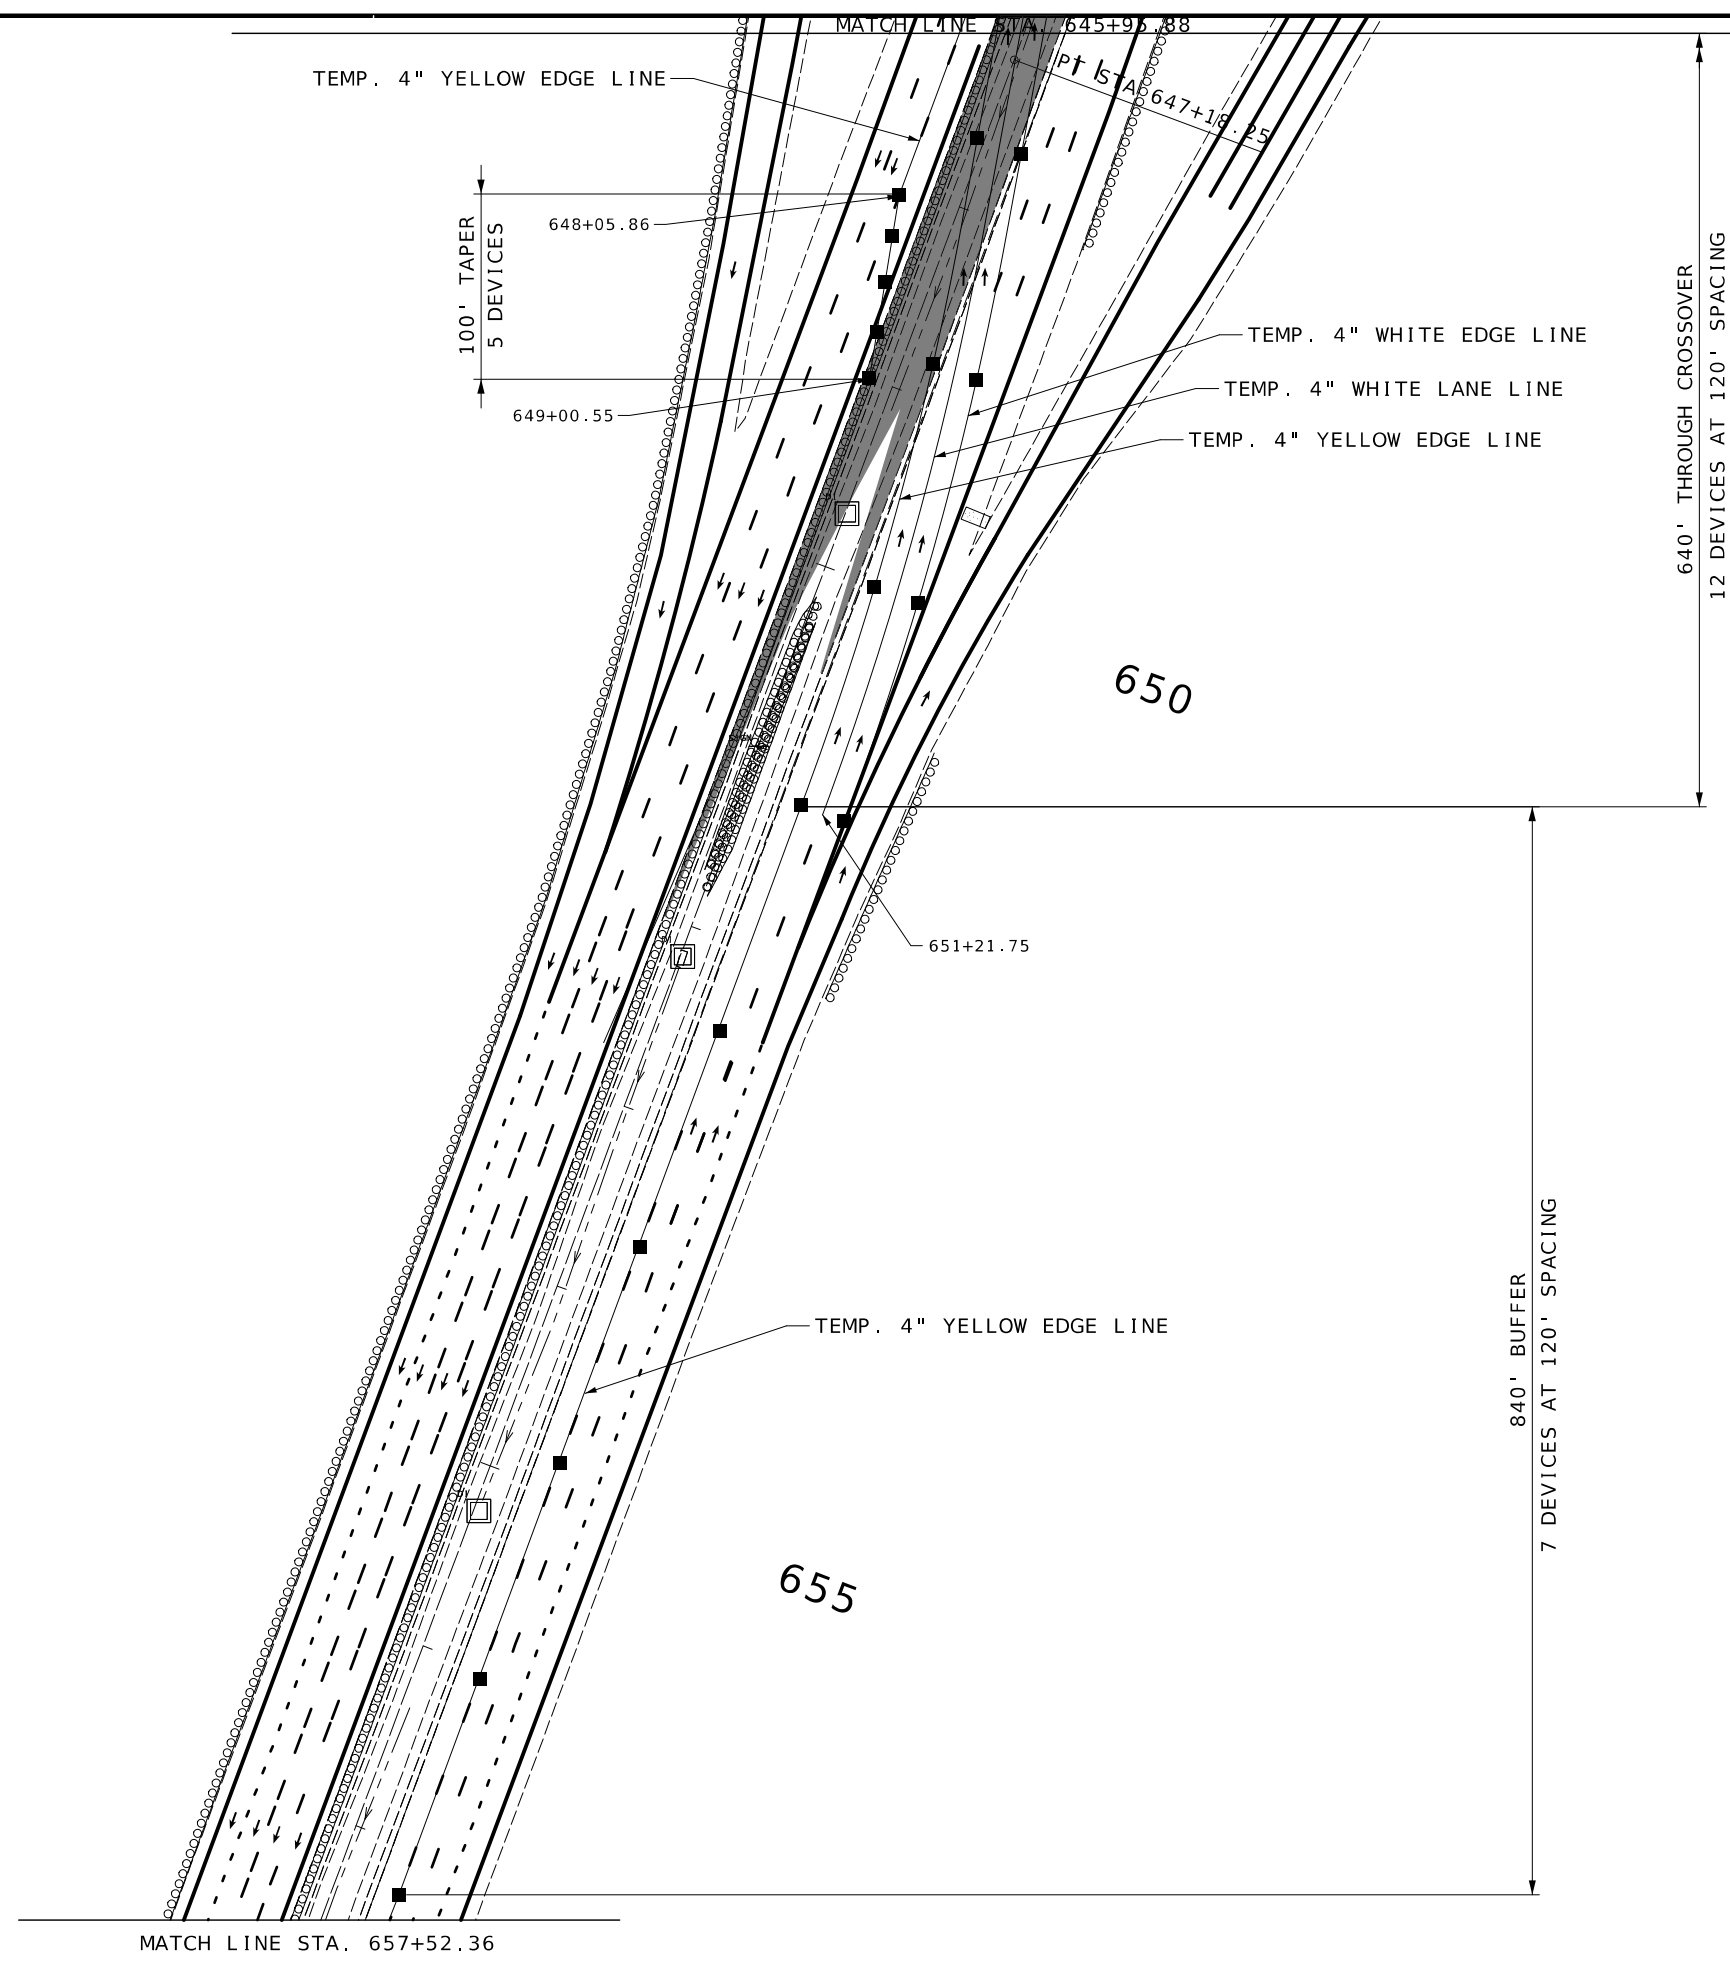 MATCH LINE STA. 645+95.88
TEMP. 4" YELLOW EDGE LINE
PT STA 647+18.25
648+05.86
100' TAPER
5 DEVICES
649+00.55
TEMP. 4" WHITE EDGE LINE
TEMP. 4" WHITE LANE LINE
TEMP. 4" YELLOW EDGE LINE
640' THROUGH CROSSOVER
12 DEVICES AT 120' SPACING
650
651+21.75
TEMP. 4" YELLOW EDGE LINE
840' BUFFER
7 DEVICES AT 120' SPACING
655
MATCH LINE STA. 657+52.36